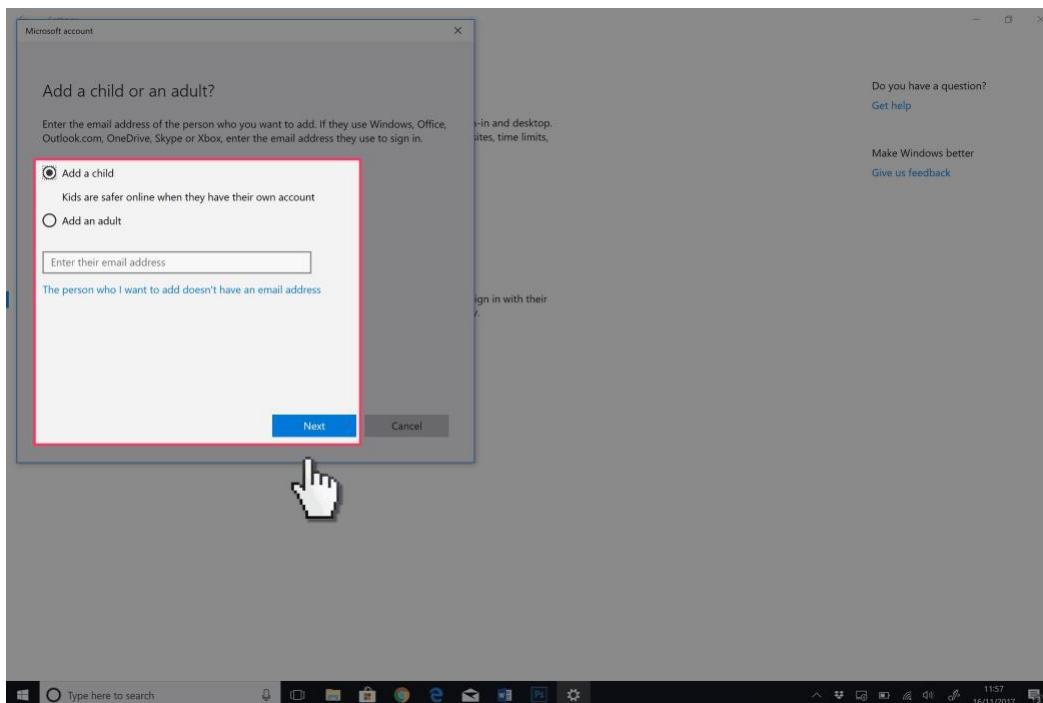 Microsoft account
Add a child or an adult?
Enter the email address of the person who you want to add. If they use Windows, Office,
Outlook.com, OneDrive, Skype or Xbox, enter the email address they use to sign in.
Add a child
Kids are safer online when they have their own account
Add an adult
Enter their email address
The person who I want to add doesn't have an email address
Next
Cancel
-in and desktop.
sites, time limits,
ign in with their
Do you have a question?
Get help
Make Windows better
Give us feedback
Type here to search
Ps
11:57
16/11/2017